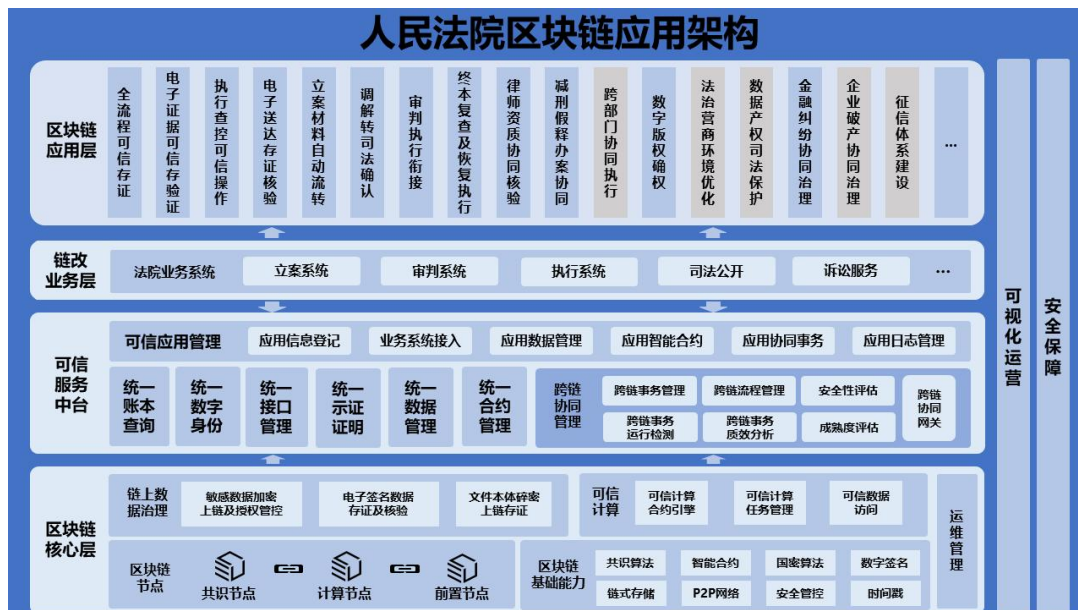 人民法院区块链应用架构
区块链
应用层
全流程可信存证
电子证据可信存验证
执行查控可信操作
电子送达存证核验
立案材料自动流转
调解转司法确认
审判执行衔接
终本复查及恢复执行
律师资质协同核验
减刑假释办案协同
跨部门协同执行
数字版权确权
法治营商环境优化
数据产权司法保护
金融纠纷协同治理
企业破产协同治理
征信体系建设
...
链改
业务层
法院业务系统
立案系统
审判系统
执行系统
司法公开
诉讼服务
...
可信
服务
中台
可信应用管理
应用信息登记
业务系统接入
应用数据管理
应用智能合约
应用协同事务
应用日志管理
统一
账本
查询
统一
数字
身份
统一
接口
管理
统一
示证
证明
统一
数据
管理
统一
合约
管理
跨链
协同
管理
跨链事务管理
跨链流程管理
安全性评估
跨链事务
运行检测
跨链事务
质效分析
成熟度评估
跨链
协同
网关
区块链
核心层
链上数
据治理
敏感数据加密
上链及授权管控
电子签名数据
存证及核验
文件本体碎密
上链存证
可信
计算
可信计算
合约引擎
可信计算
任务管理
可信数据
访问
区块链
节点
共识节点
计算节点
前置节点
区块链
基础能力
共识算法
智能合约
国密算法
数字签名
链式存储
P2P网络
安全管控
时间戳
运维管理
可视化运营
安全保障